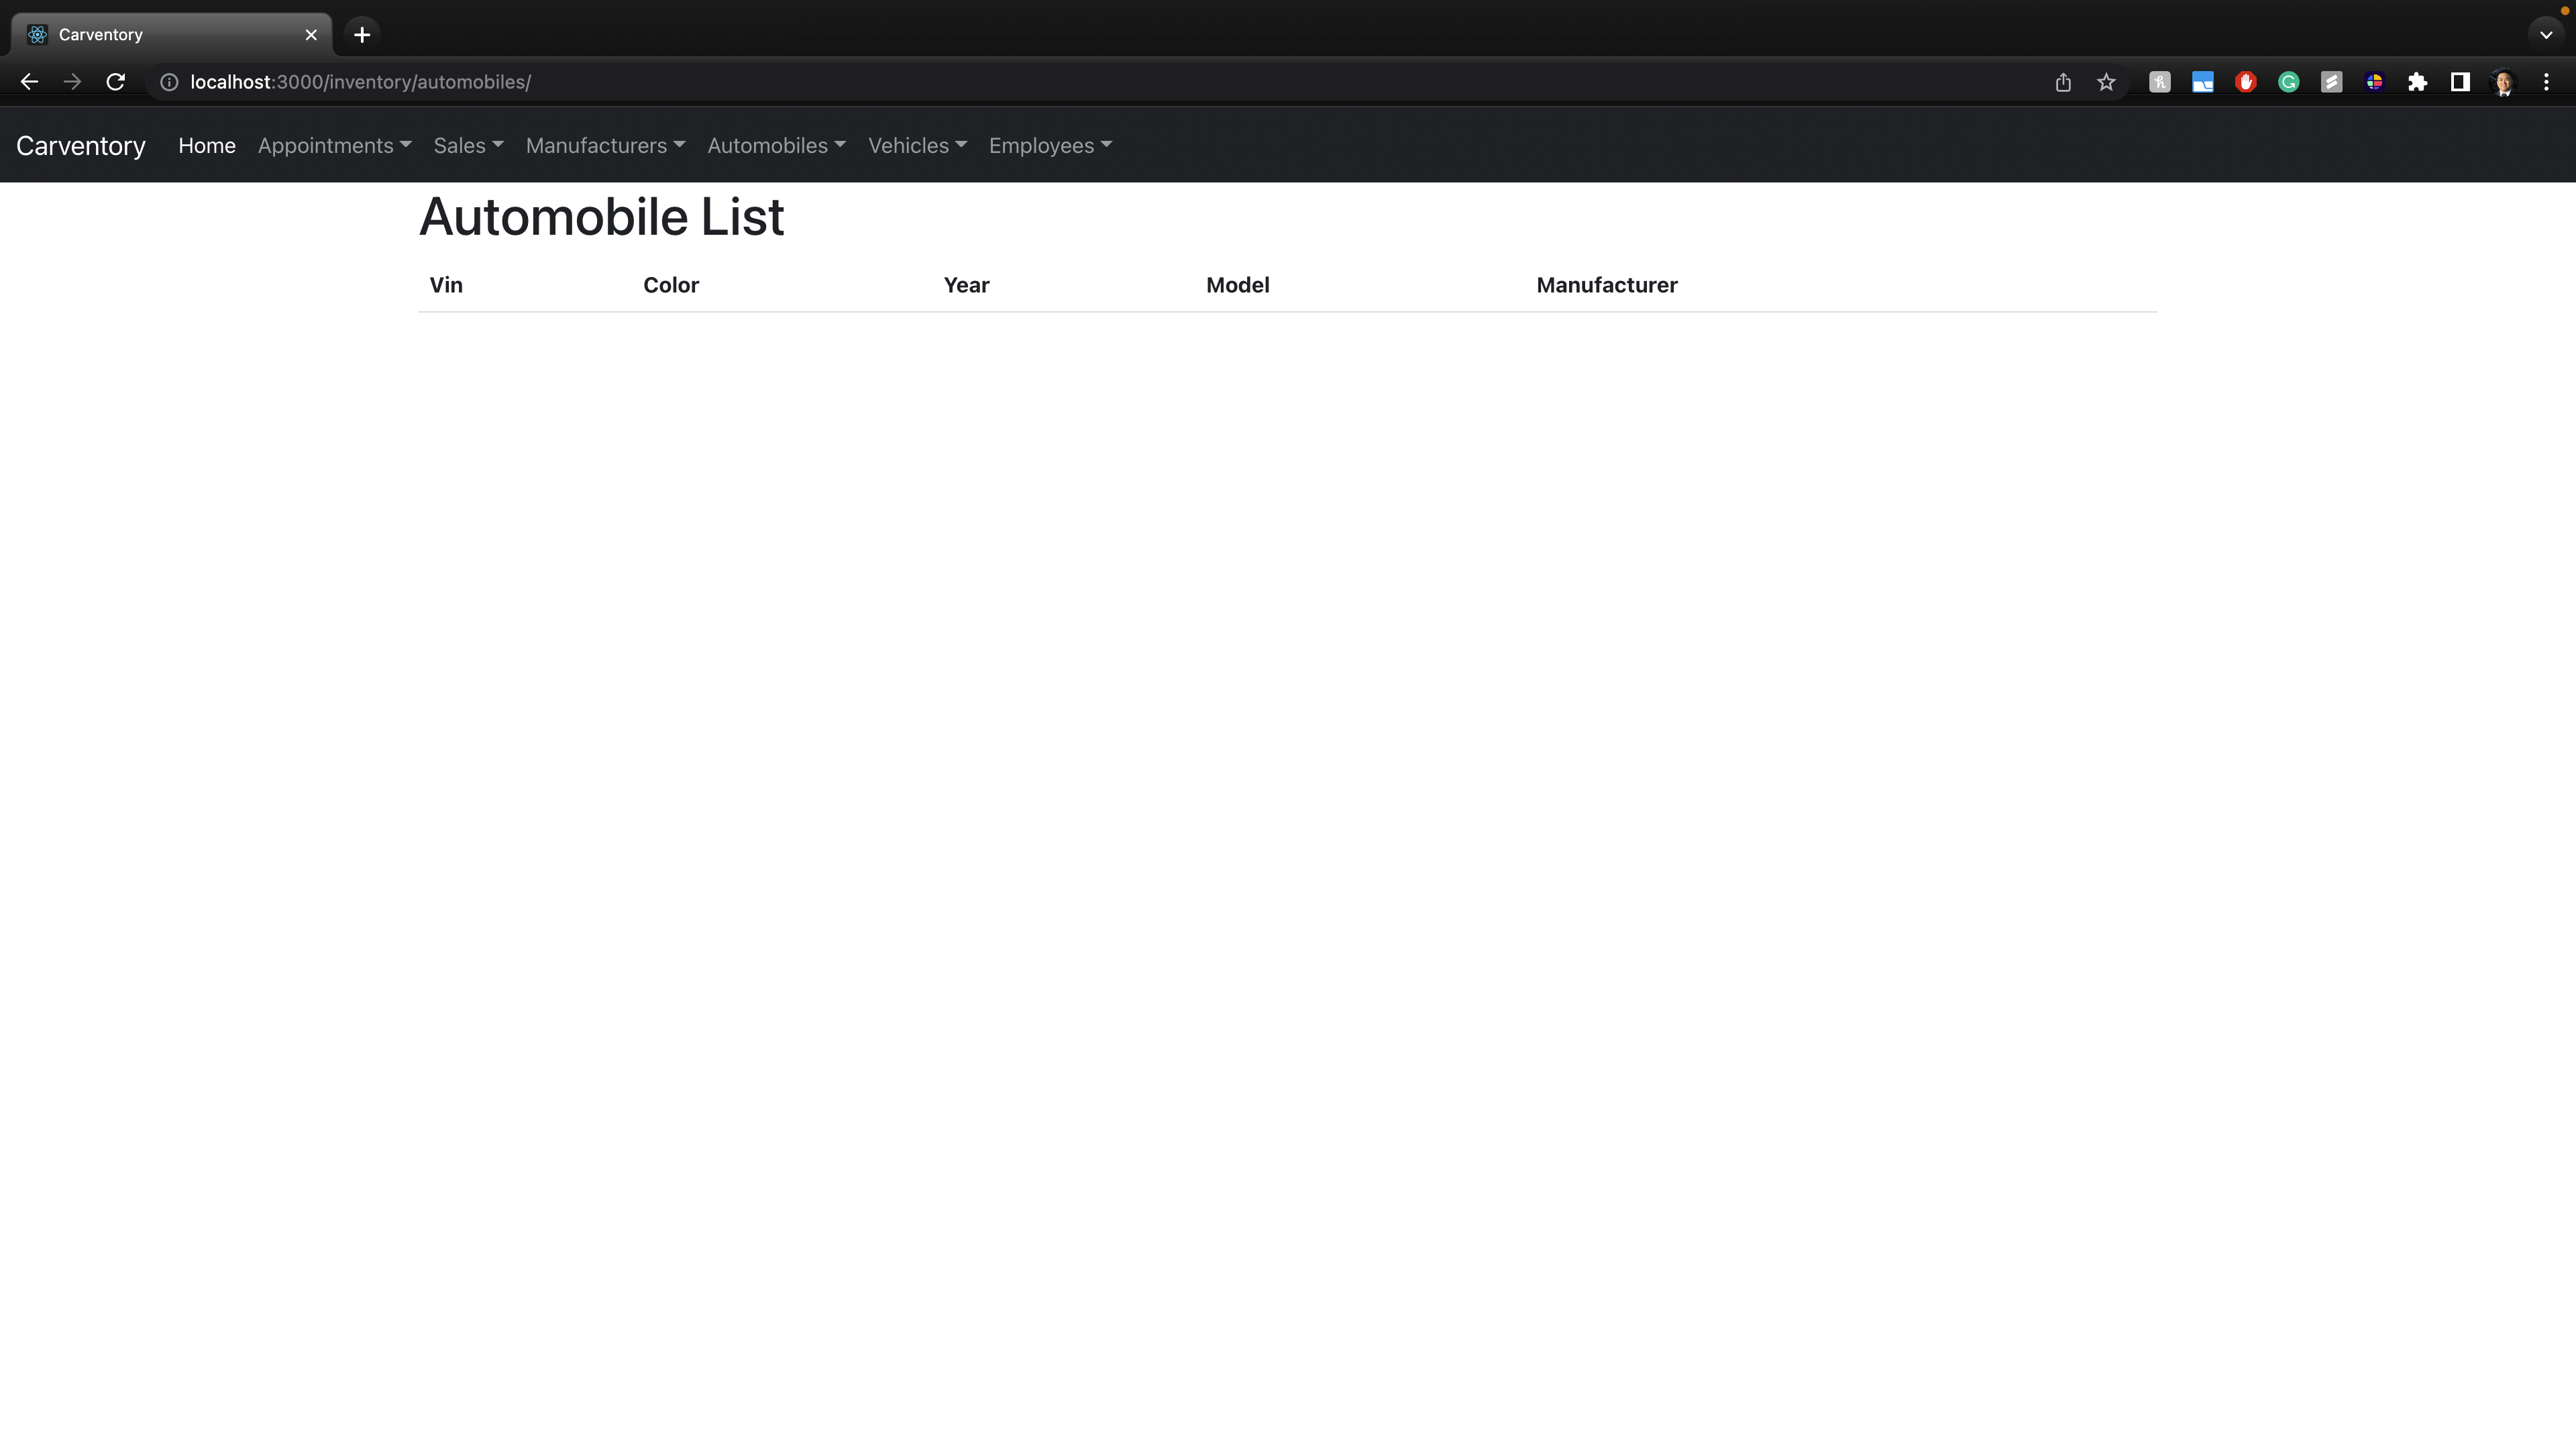 Carventory
localhost:3000/inventory/automobiles/
Carventory Home Appointments Sales Manufacturers Automobiles Vehicles Employees
Automobile List
Vin Color Year Model Manufacturer